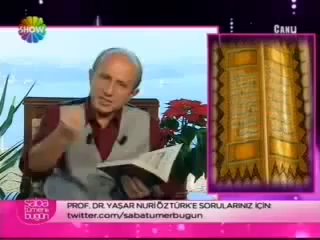 SHOW
CANLI
saba
tümer'le
bugün
PROF. DR. YAŞAR NURİ ÖZTÜRK'E SORULARINIZ İÇİN:
twitter.com/sabatumerbugun